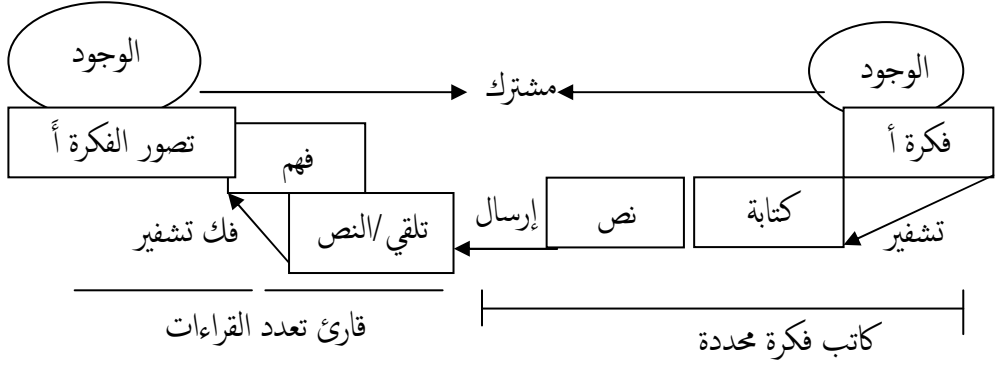 الوجود
الوجود
مشترك
فكرة أ
تصور الفكرة أَ
فهم
كتابة
نص
إرسال
تلقي/النص
تشفير
فك تشفير
كاتب فكرة محددة
قارئ تعدد القراءات